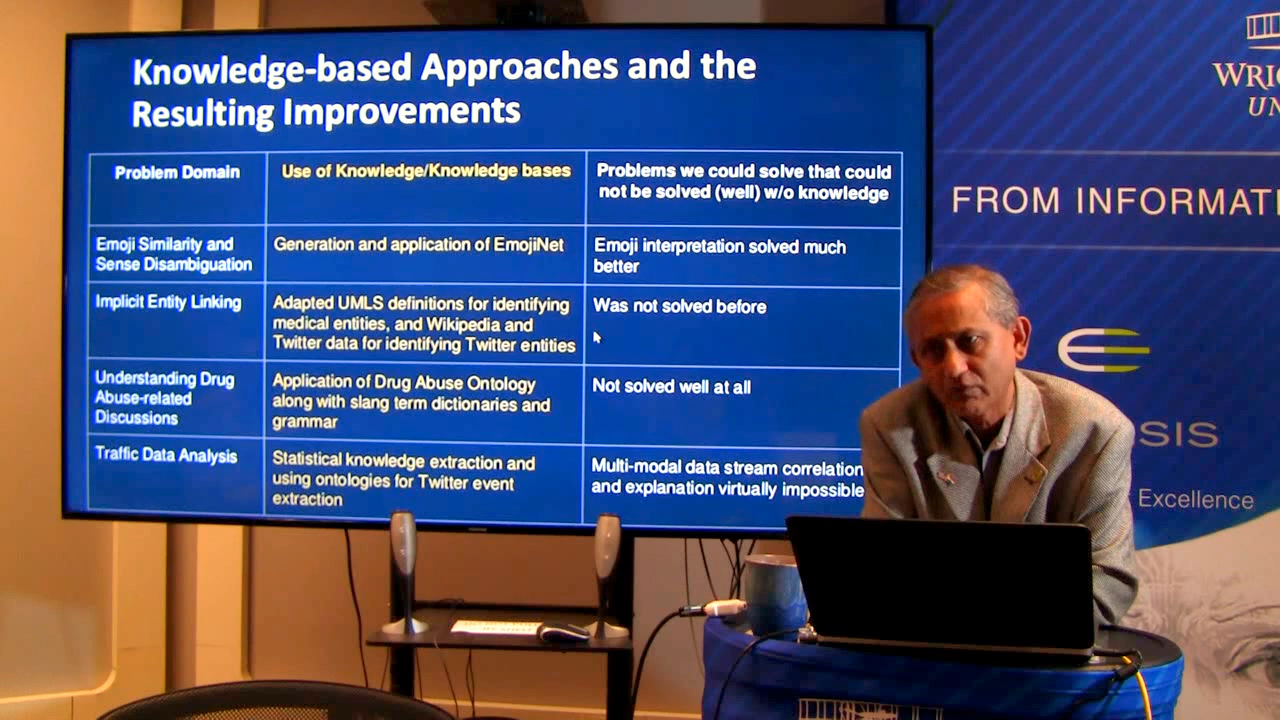 Knowledge-based Approaches and the
Resulting Improvements
Problem Domain
Use of Knowledge/Knowledge bases
Problems we could solve that could
not be solved (well) w/o knowledge
Emoji Similarity and
Sense Disambiguation
Generation and application of EmojiNet
Emoji interpretation solved much
better
Implicit Entity Linking
Adapted UMLS definitions for identifying
medical entities, and Wikipedia and
Twitter data for identifying Twitter entities
Was not solved before
Understanding Drug
Abuse-related
Discussions
Application of Drug Abuse Ontology
along with slang term dictionaries and
grammar
Not solved well at all
Traffic Data Analysis
Statistical knowledge extraction and
using ontologies for Twitter event
extraction
Multi-modal data stream correlation
and explanation virtually impossible
WRIG
UN
FROM INFORMATI
SIS
Excellence